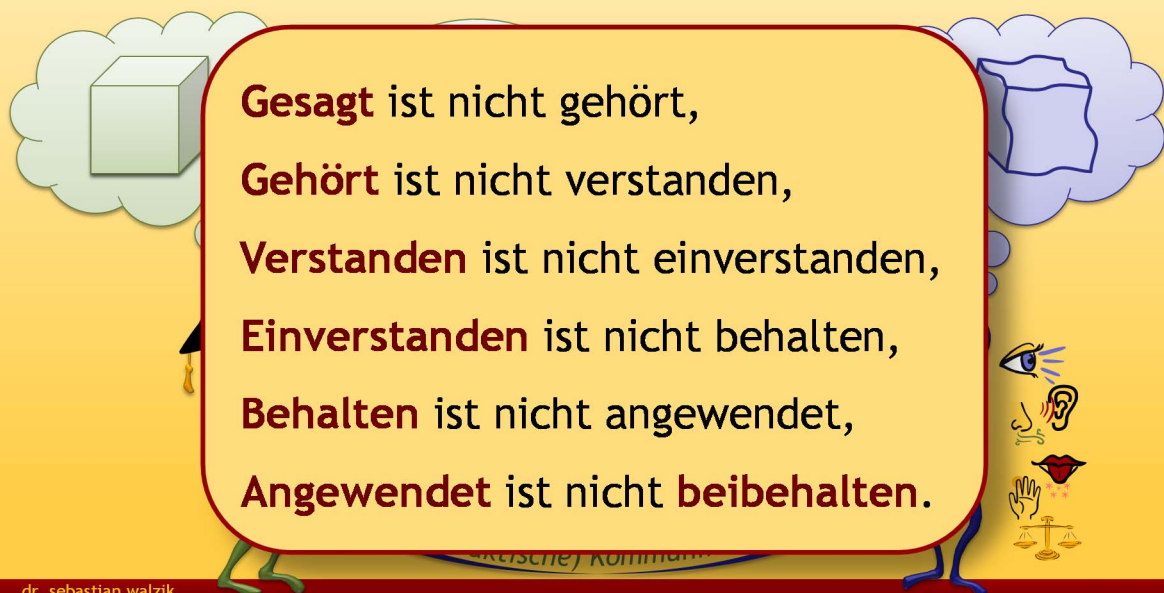 Gesagt ist nicht gehört,
Gehört ist nicht verstanden,
Verstanden ist nicht einverstanden,
Einverstanden ist nicht behalten,
Behalten ist nicht angewendet,
Angewendet ist nicht beibehalten.
dr. sebastian walzik